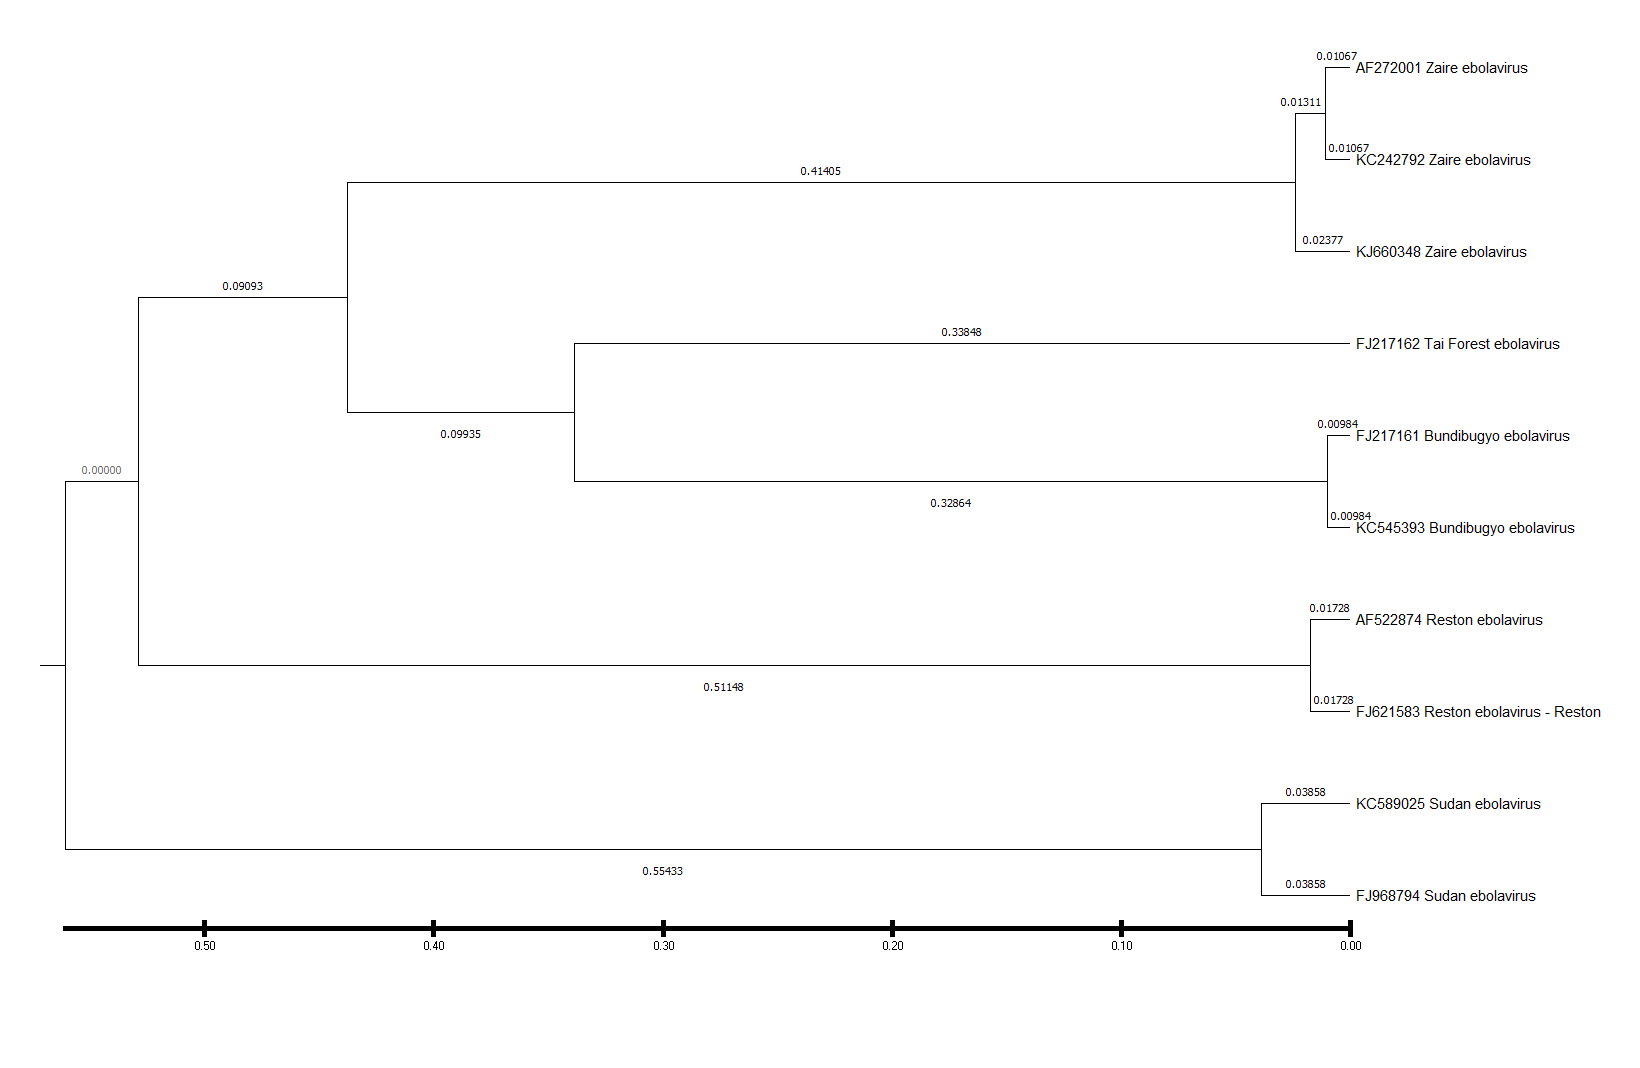 0.01067
AF272001 Zaire ebolavirus
0.01311
0.01067
KC242792 Zaire ebolavirus
0.41405
0.02377
KJ660348 Zaire ebolavirus
0.09093
0.33848
FJ217162 Tai Forest ebolavirus
0.09935
0.00984
FJ217161 Bundibugyo ebolavirus
0.00000
0.32864
0.00984
KC545393 Bundibugyo ebolavirus
0.01728
AF522874 Reston ebolavirus
0.51148
0.01728
FJ621583 Reston ebolavirus - Reston
0.03858
KC589025 Sudan ebolavirus
0.55433
0.03858
FJ968794 Sudan ebolavirus
0.50 0.40 0.30 0.20 0.10 0.00